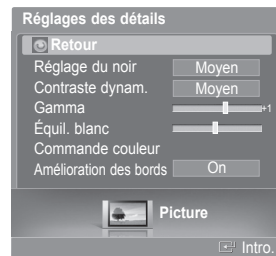 Réglages des détails
Retour
Réglage du noir Moyen
Contraste dynam. Moyen
Gamma +1
Équil. blanc
Commande couleur
Amélioration des bords On
Picture
Intro.